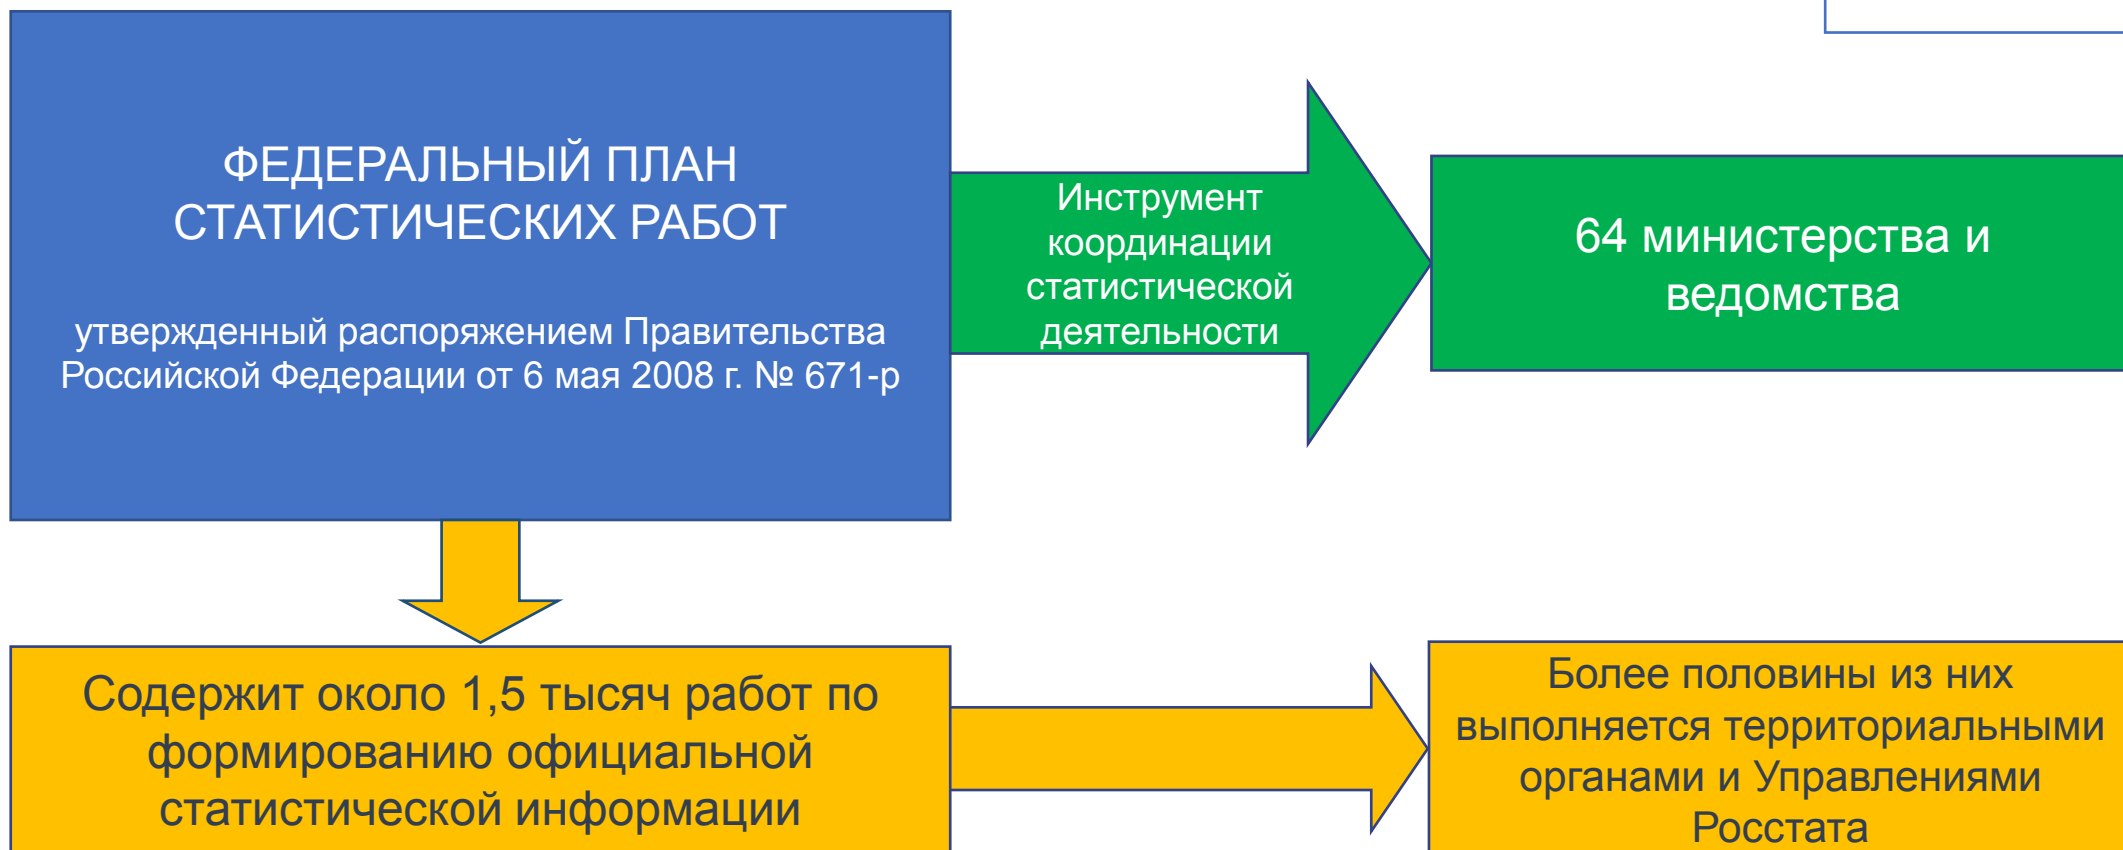 ФЕДЕРАЛЬНЫЙ ПЛАН
СТАТИСТИЧЕСКИХ РАБОТ
утвержденный распоряжением Правительства
Российской Федерации от 6 мая 2008 г. № 671-р
Инструмент
координации
статистической
деятельности
64 министерства и
ведомства
Содержит около 1,5 тысяч работ по
формированию официальной
статистической информации
Более половины из них
выполняется территориальными
органами и Управлениями
Росстата